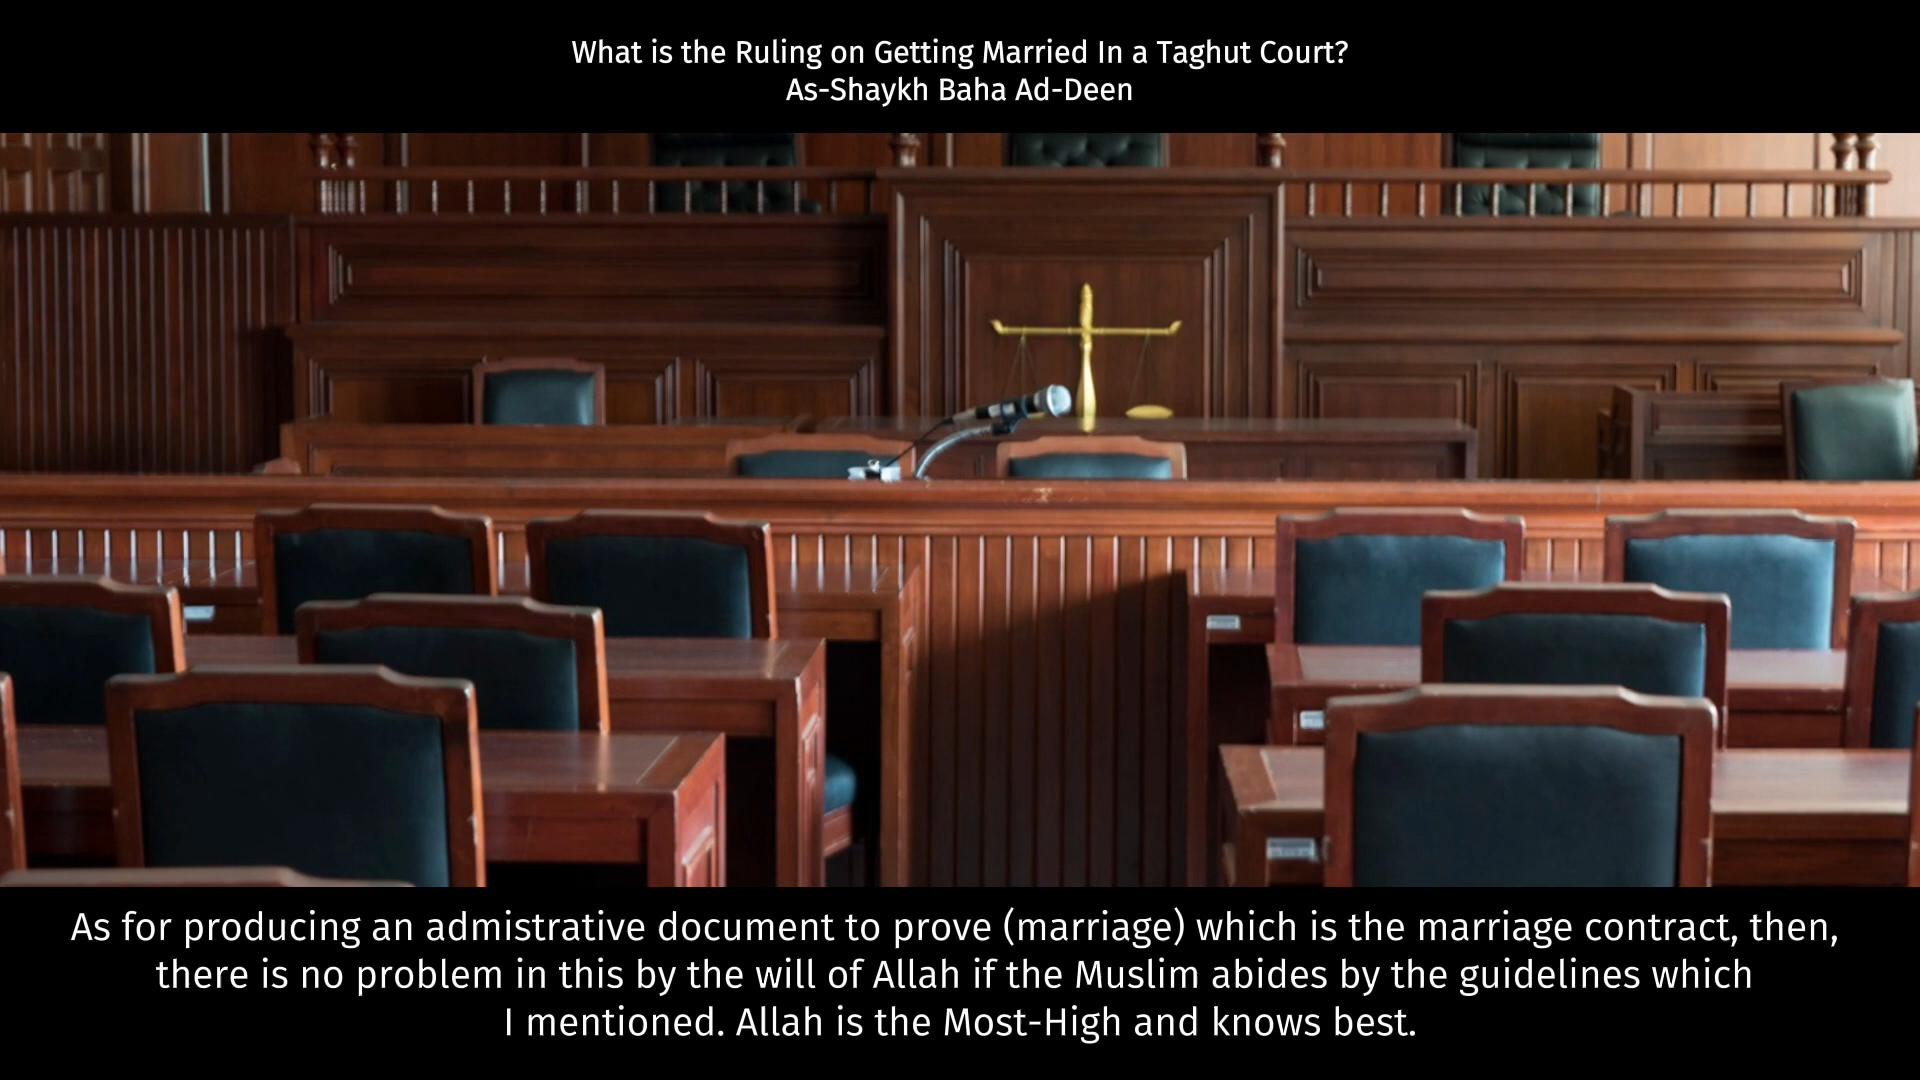 What is the Ruling on Getting Married In a Taghut Court?
As-Shaykh Baha Ad-Deen
As for producing an admistrative document to prove (marriage) which is the marriage contract, then,
there is no problem in this by the will of Allah if the Muslim abides by the guidelines which
I mentioned. Allah is the Most-High and knows best.